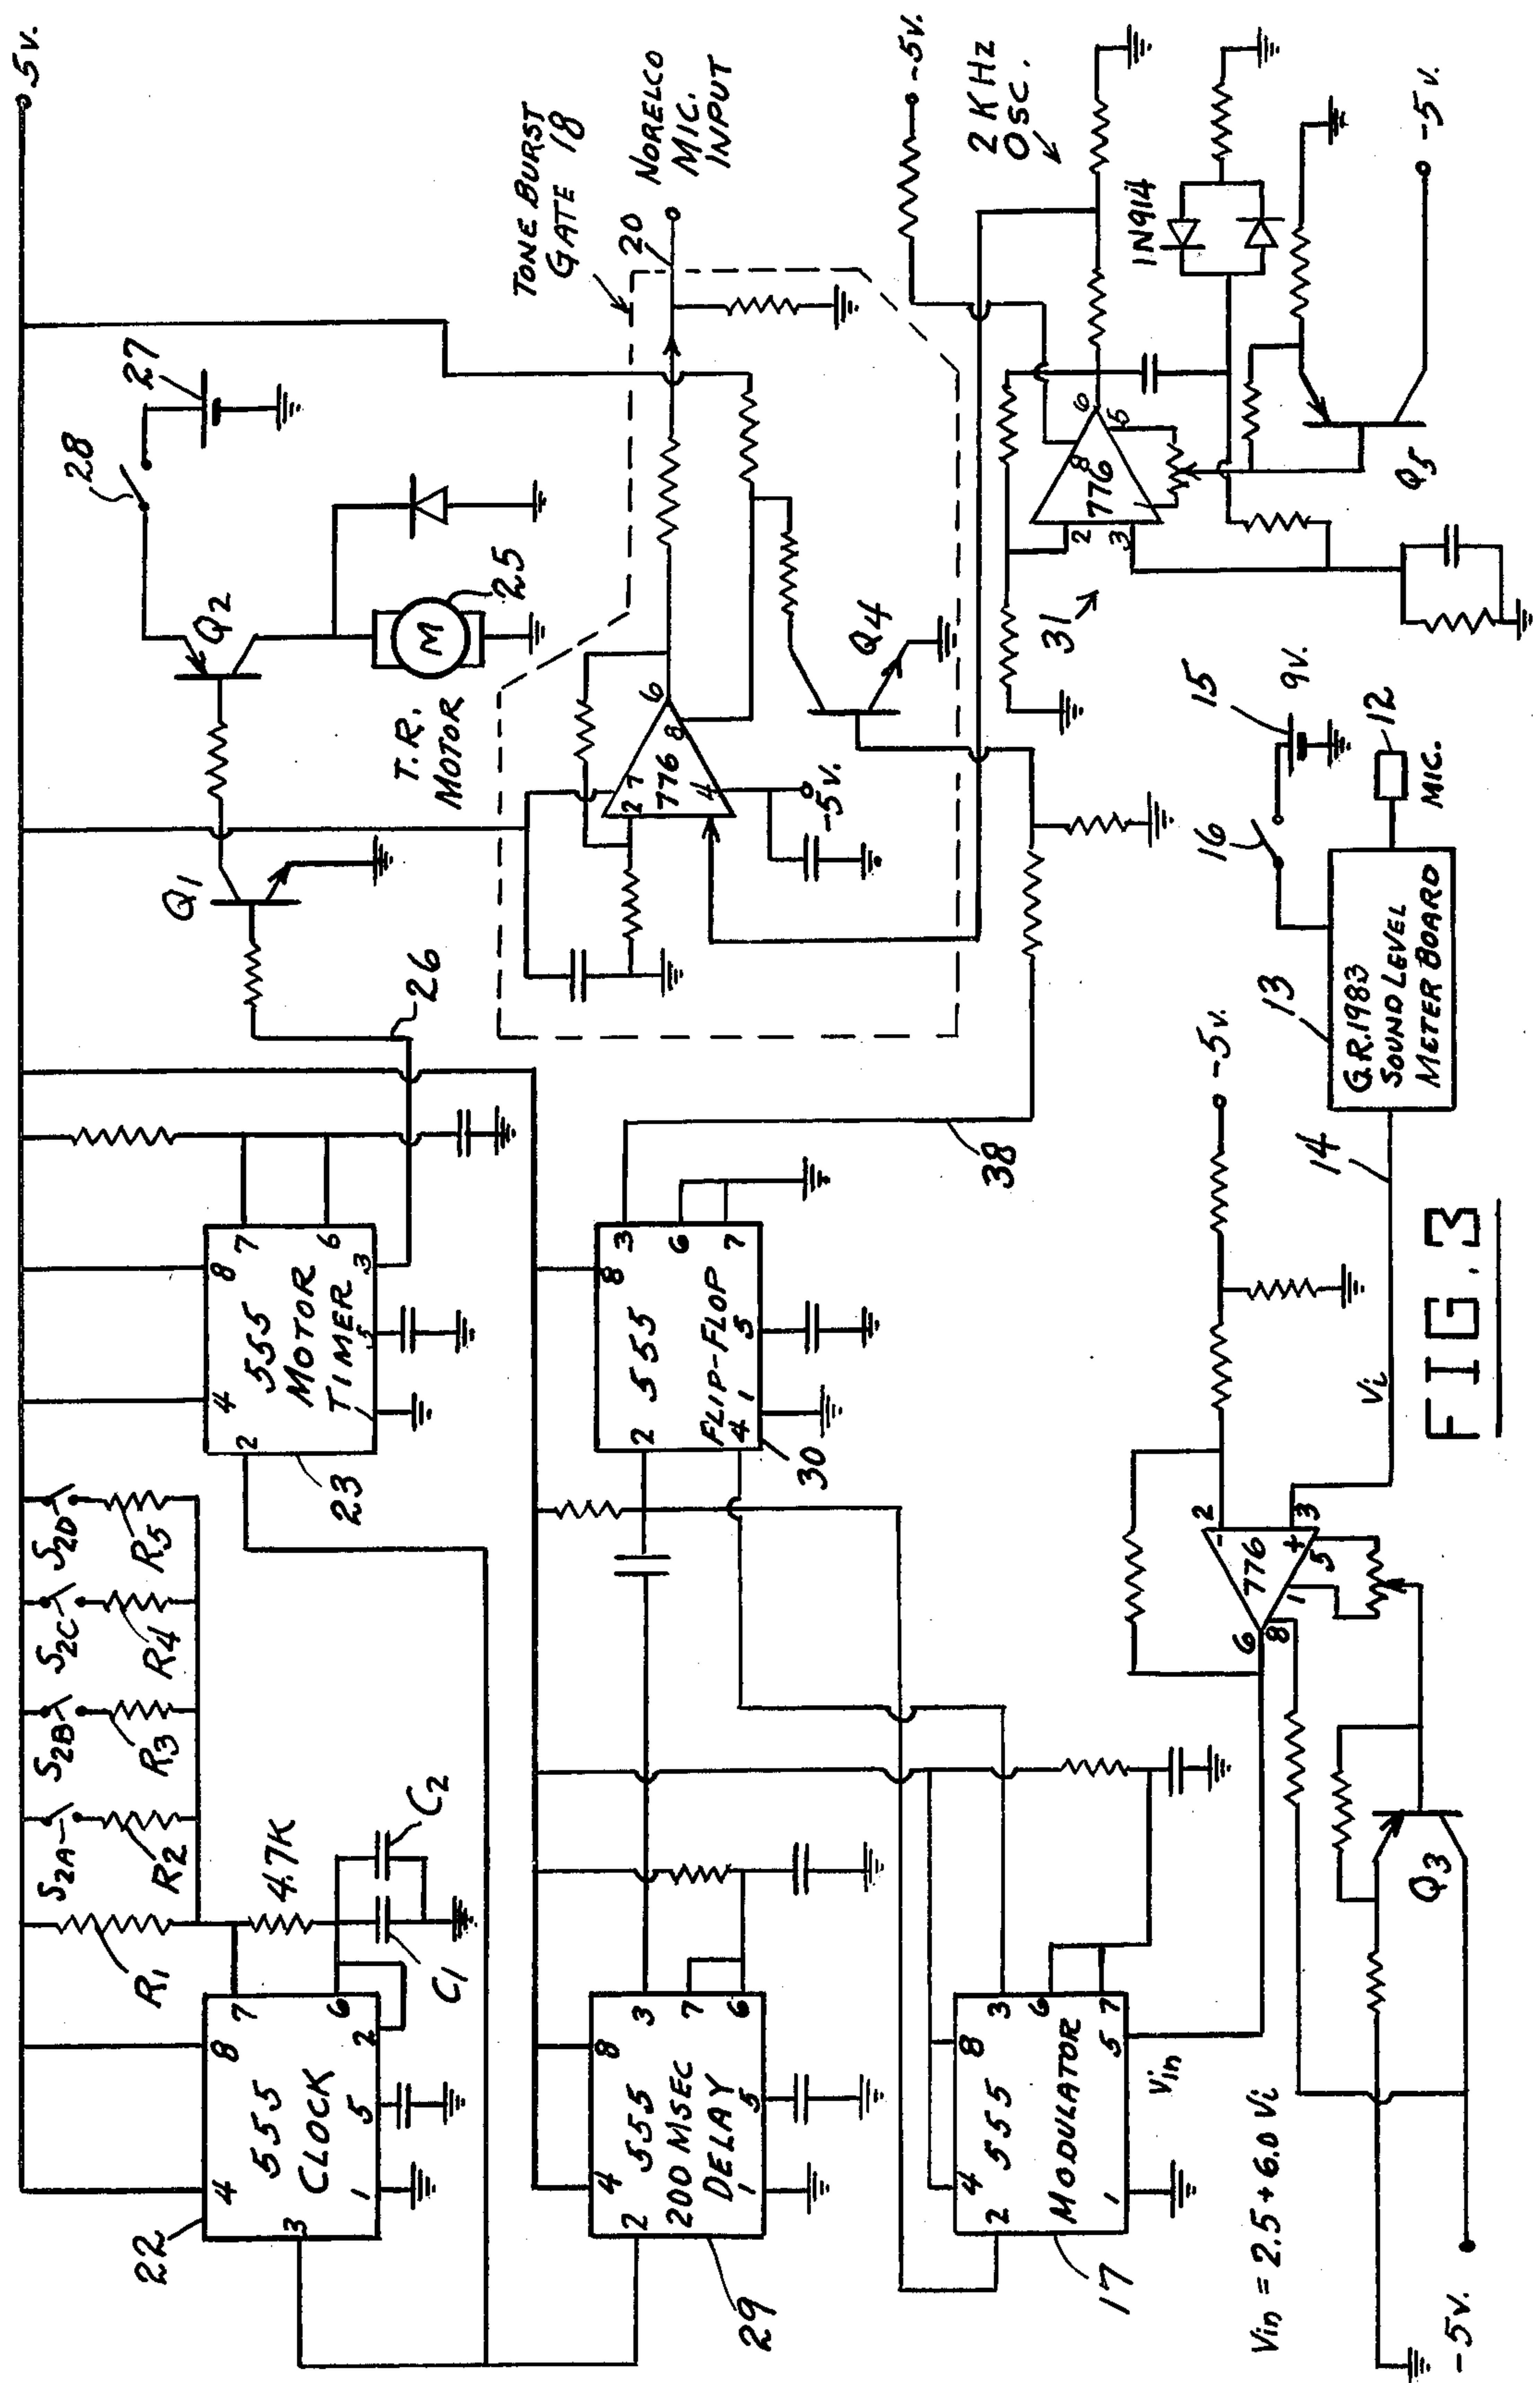 5v.
S2A
S2B
S2C
S2D
R1
R2
R3
R4
R5
4.7K
C1
C2
22
4
8
7
555
CLOCK
6
2
3
1
5
4
8
7
2
555
MOTOR
TIMER
6
5
3
23
26
Q1
Q2
28
27
T.R.
MOTOR
M
25
TONE BURST
GATE 18
20
NORELCO
MIC.
INPUT
7
2
776
6
8
4
-5v.
Q4
4
8
3
2
555
200 MSEC
DELAY
7
6
1
5
29
8
3
2
555
FLIP-FLOP
6
4
1
5
7
30
38
-5v.
2 KHz
OSC.
31
2
3
776
8
6
5
1N914
Q5
-5v.
4
8
3
2
555
MODULATOR
6
7
1
5
17
Vin
Vin = 2.5 + 6.0 Vi
-5v.
Q3
6
8
776
-
+
2
3
1
5
-5v.
Vi
14
13
G.R.1983
SOUND LEVEL
METER BOARD
16
15
9v.
12
MIC.
FIG. 3